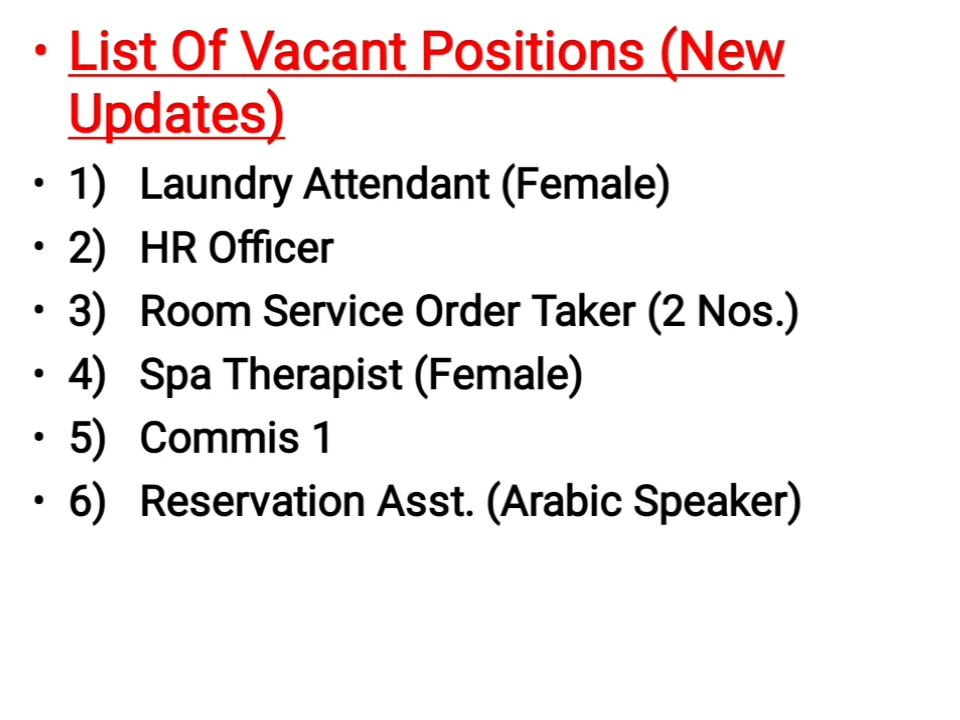 • List Of Vacant Positions (New
Updates)
• 1) Laundry Attendant (Female)
• 2) HR Officer
• 3) Room Service Order Taker (2 Nos.)
• 4) Spa Therapist (Female)
• 5) Commis 1
• 6) Reservation Asst. (Arabic Speaker)